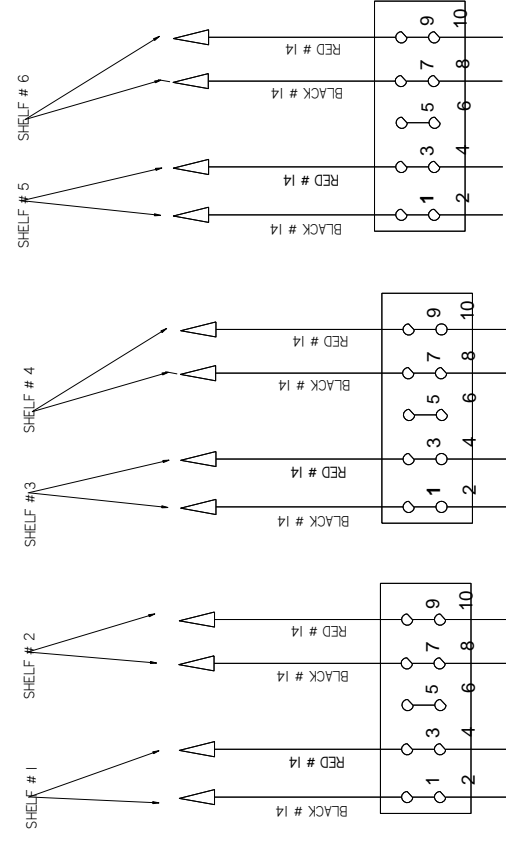 SHELF # 6
RED # 14
BLACK # 14
9
10
7
8
5
6
SHELF # 5
RED # 14
BLACK # 14
3
4
1
2
SHELF # 4
RED # 14
BLACK # 14
9
10
7
8
5
6
SHELF # 3
RED # 14
BLACK # 14
3
4
1
2
SHELF # 2
RED # 14
BLACK # 14
9
10
7
8
5
6
SHELF # 1
RED # 14
BLACK # 14
3
4
1
2